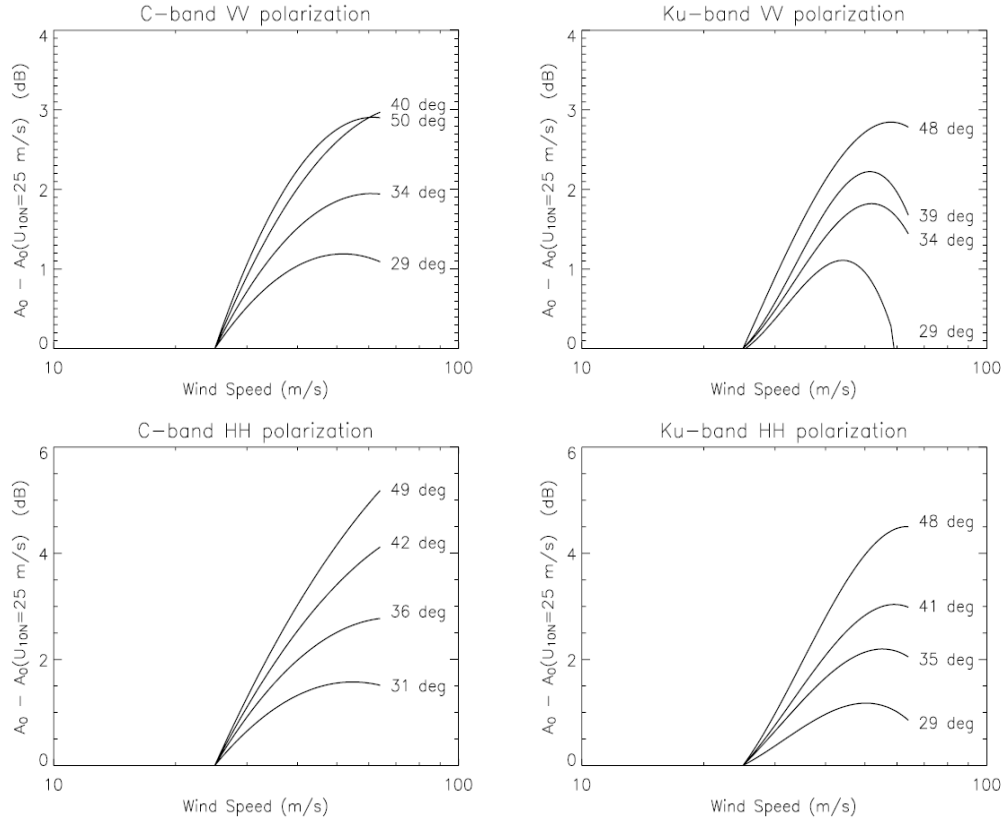 C-band VV polarization
4
3
2
1
0
A0 - A0(U10N=25 m/s) (dB)
40 deg
50 deg
34 deg
29 deg
10
100
Wind Speed (m/s)
Ku-band VV polarization
4
3
2
1
0
A0 - A0(U10N=25 m/s) (dB)
48 deg
39 deg
34 deg
29 deg
10
100
Wind Speed (m/s)
C-band HH polarization
6
4
2
0
A0 - A0(U10N=25 m/s) (dB)
49 deg
42 deg
36 deg
31 deg
10
100
Wind Speed (m/s)
Ku-band HH polarization
6
4
2
0
A0 - A0(U10N=25 m/s) (dB)
48 deg
41 deg
35 deg
29 deg
10
100
Wind Speed (m/s)